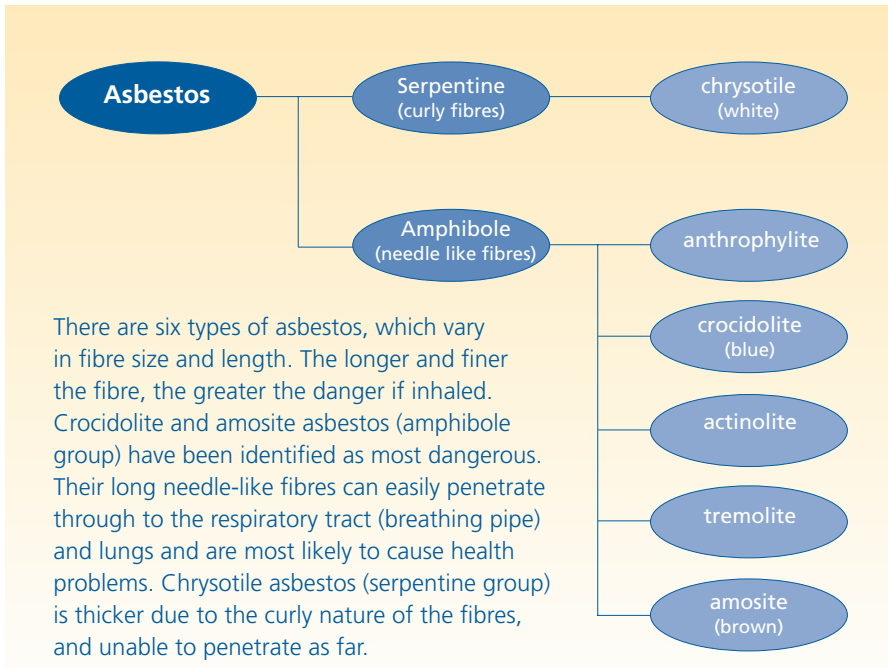 Asbestos
Serpentine
(curly fibres)
chrysotile
(white)
Amphibole
(needle like fibres)
anthrophylite
crocidolite
(blue)
actinolite
tremolite
amosite
(brown)
There are six types of asbestos, which vary
in fibre size and length. The longer and finer
the fibre, the greater the danger if inhaled.
Crocidolite and amosite asbestos (amphibole
group) have been identified as most dangerous.
Their long needle-like fibres can easily penetrate
through to the respiratory tract (breathing pipe)
and lungs and are most likely to cause health
problems. Chrysotile asbestos (serpentine group)
is thicker due to the curly nature of the fibres,
and unable to penetrate as far.